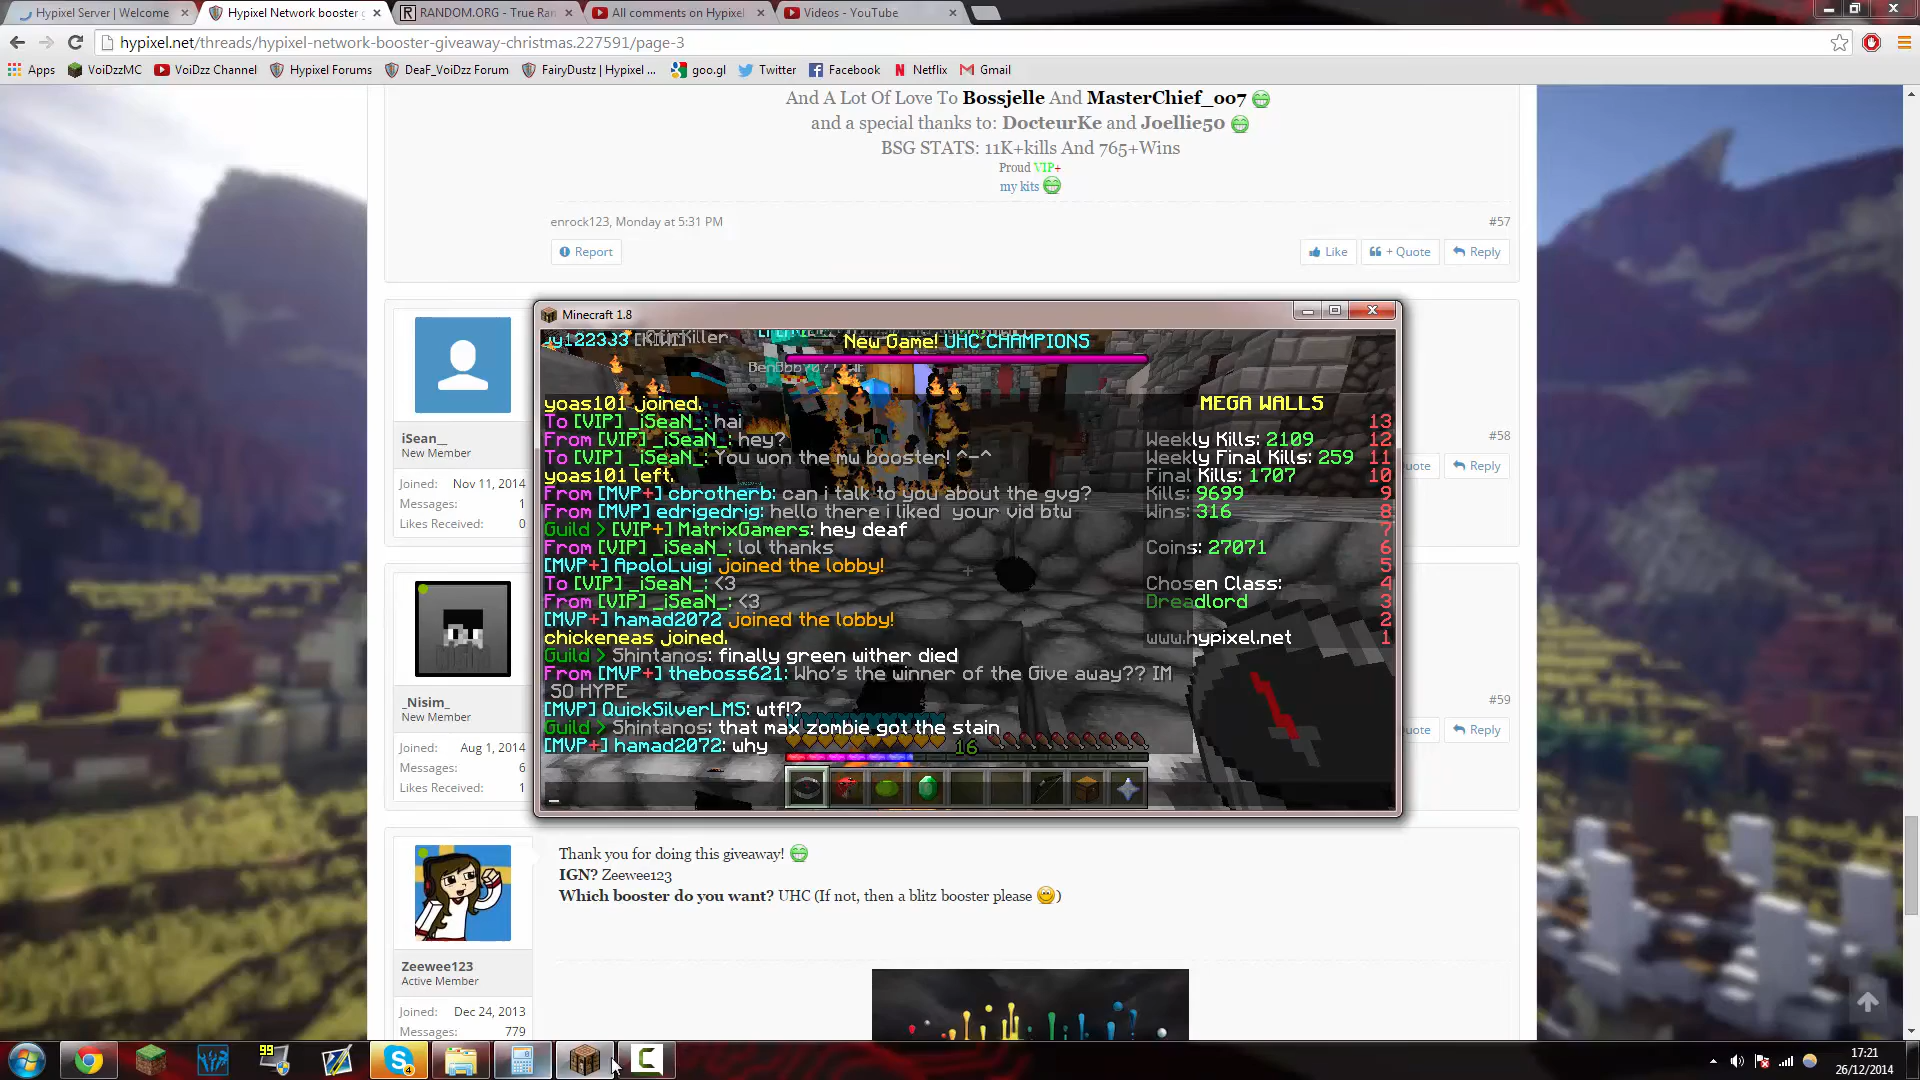 Hypixel Server | Welcome
Hypixel Network booster
RANDOM.ORG - True Ran
All comments on Hypixel
Videos - YouTube
hypixel.net/threads/hypixel-network-booster-giveaway-christmas.227591/page-3
Apps VoiDzzMC VoiDzz Channel Hypixel Forums DeaF_VoiDzz Forum FairyDustz | Hypixel ... goo.gl Twitter Facebook Netflix Gmail
And A Lot Of Love To Bossjelle And MasterChief_007
and a special thanks to: DocteurKe and Joellie50
BSG STATS: 11K+kills And 765+Wins
Proud VIP+
my kits
enrock123, Monday at 5:31 PM #57
Report Like + Quote Reply
iSean__
New Member
Joined: Nov 11, 2014
Messages: 1
Likes Received: 0
#58
Reply
_Nisim_
New Member
Joined: Aug 1, 2014
Messages: 6
Likes Received: 1
#59
Reply
Minecraft 1.8
New Game! UHC CHAMPIONS
yoas101 joined.
To [VIP] _iSeaN_: hai
From [VIP] _iSeaN_: hey?
To [VIP] _iSeaN_: You won the mw booster! ^-^
yoas101 left.
From [MVP+] cbrotherb: can i talk to you about the gvg?
From [MVP] edrigedrig: hello there i liked your vid btw
Guild > [VIP+] MatrixGamers: hey deaf
From [VIP] _iSeaN_: lol thanks
[MVP+] ApoloLuigi joined the lobby!
To [VIP] _iSeaN_: <3
From [VIP] _iSeaN_: <3
[MVP+] hamad2072 joined the lobby!
chickeneas joined.
Guild > Shintanos: finally green wither died
From [MVP+] theboss621: Who's the winner of the Give away?? IM
SO HYPE
[MVP] QuickSilverLMS: wtf!?
Guild > Shintanos: that max zombie got the stain
[MVP+] hamad2072: why
16
MEGA WALLS
13
Weekly Kills: 2109 12
Weekly Final Kills: 259 11
Final Kills: 1707 10
Kills: 9699 9
Wins: 316 8
7
Coins: 27071 6
5
Chosen Class: 4
Dreadlord 3
2
www.hypixel.net 1
Thank you for doing this giveaway!
IGN? Zeewee123
Which booster do you want? UHC (If not, then a blitz booster please )
Zeewee123
Active Member
Joined: Dec 24, 2013
Messages: 779
99
4
17:21
26/12/2014